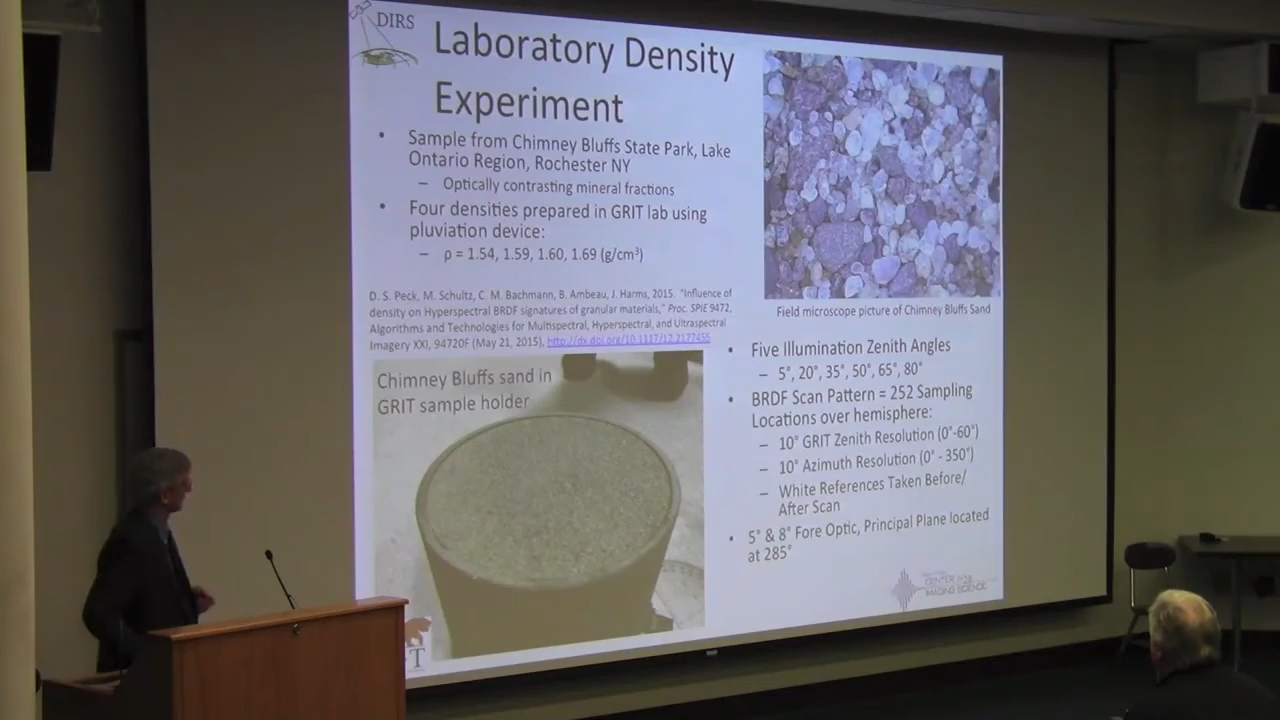 DIRS
Laboratory Density
Experiment
• Sample from Chimney Bluffs State Park, Lake
Ontario Region, Rochester NY
– Optically contrasting mineral fractions
• Four densities prepared in GRIT lab using
pluviation device:
– ρ = 1.54, 1.59, 1.60, 1.69 (g/cm³)
D. S. Peck, M. Schultz, C. M. Bachmann, B. Ambeau, J. Harms, 2015. "Influence of
density on Hyperspectral BRDF signatures of granular materials," Proc. SPIE 9472,
Algorithms and Technologies for Multispectral, Hyperspectral, and Ultraspectral
Imagery XXI, 94720F (May 21, 2015), http://dx.doi.org/10.1117/12.2177455
Chimney Bluffs sand in
GRIT sample holder
Field microscope picture of Chimney Bluffs Sand
• Five Illumination Zenith Angles
– 5°, 20°, 35°, 50°, 65°, 80°
• BRDF Scan Pattern = 252 Sampling
Locations over hemisphere:
– 10° GRIT Zenith Resolution (0°-60°)
– 10° Azimuth Resolution (0° - 350°)
– White References Taken Before/
After Scan
• 5° & 8° Fore Optic, Principal Plane located
at 285°
CENTER for
IMAGING SCIENCE